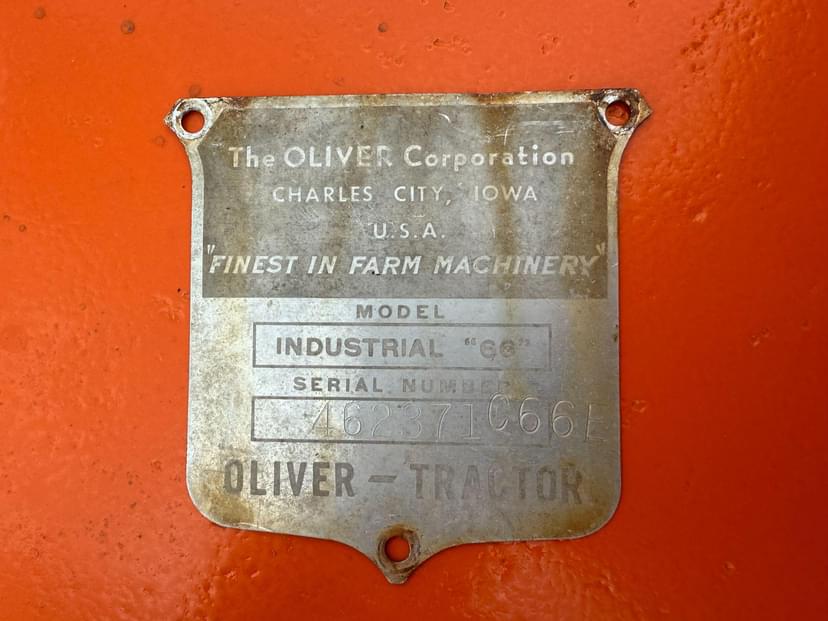 The OLIVER Corporation
CHARLES CITY, IOWA
U.S.A.
"FINEST IN FARM MACHINERY"
MODEL
INDUSTRIAL "66"
SERIAL NUMBER
462371C66E
OLIVER – TRACTOR